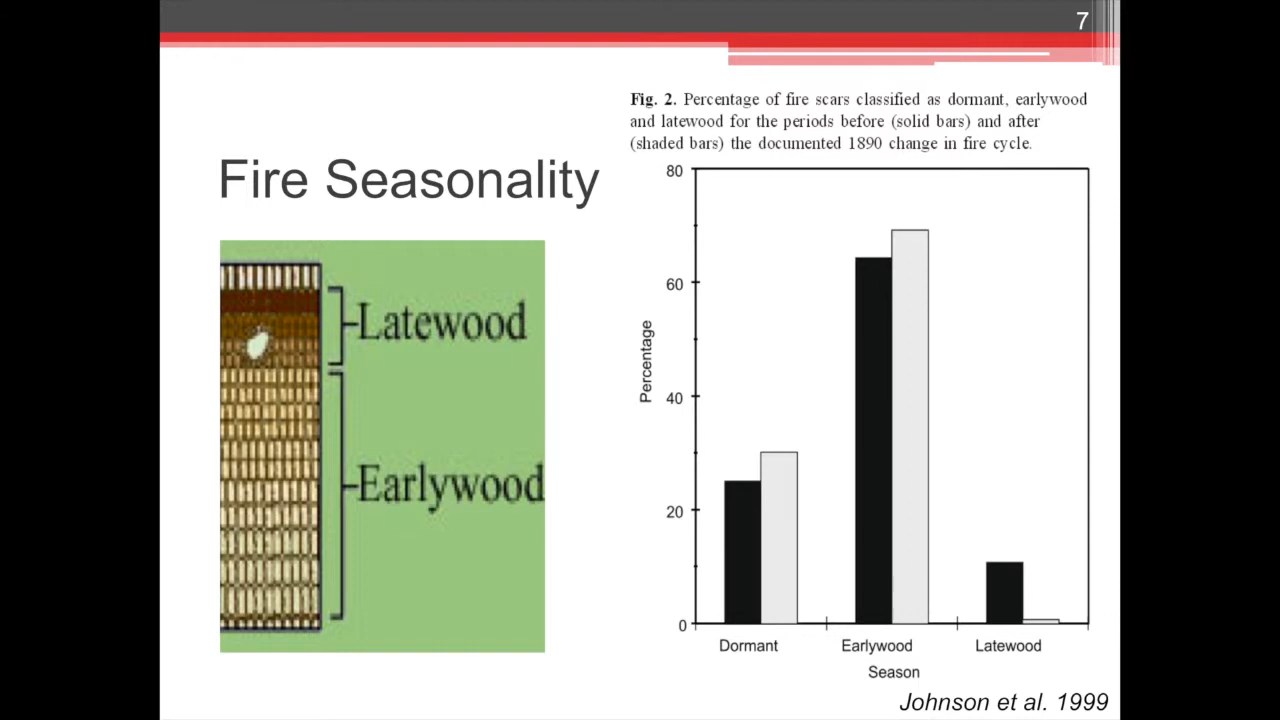 7
Fig. 2. Percentage of fire scars classified as dormant, earlywood
and latewood for the periods before (solid bars) and after
(shaded bars) the documented 1890 change in fire cycle.
Fire Seasonality
Latewood
Earlywood
80
60
40
20
0
Percentage
Dormant Earlywood Latewood
Season
Johnson et al. 1999